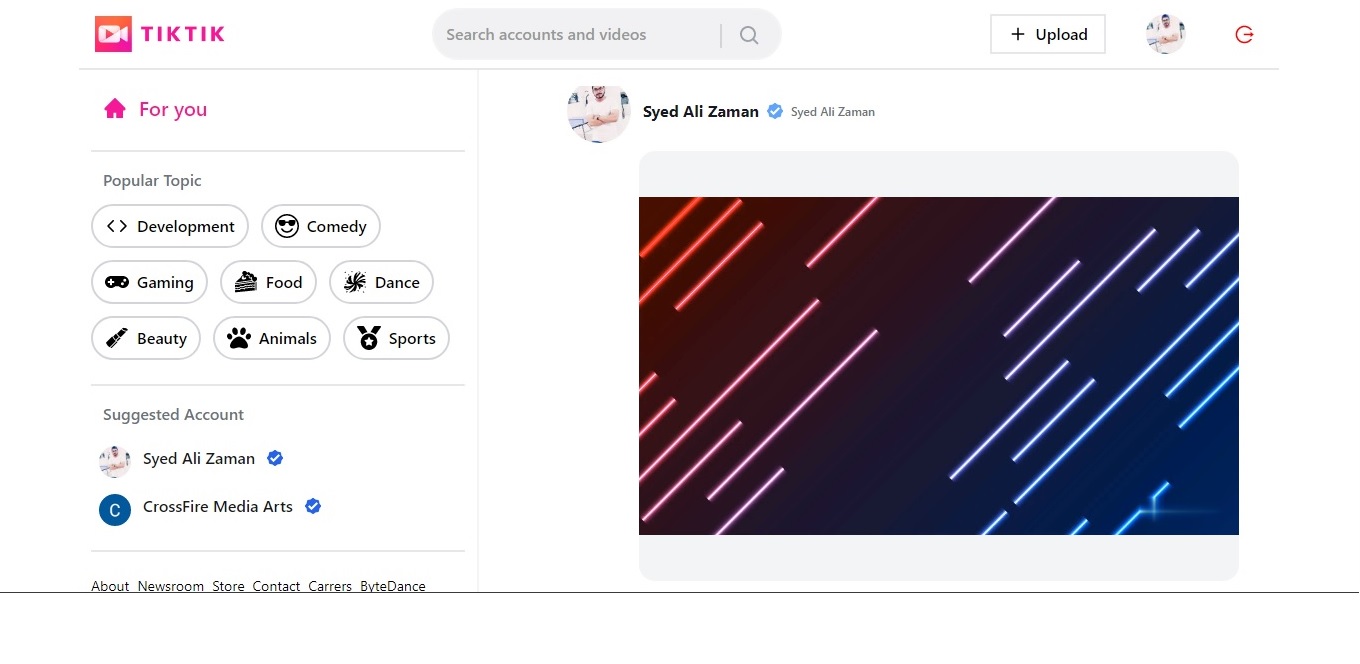 TIKTIK
Search accounts and videos
Upload
For you
Syed Ali Zaman Syed Ali Zaman
Popular Topic
Development Comedy
Gaming Food Dance
Beauty Animals Sports
Suggested Account
Syed Ali Zaman
C CrossFire Media Arts
About Newsroom Store Contact Carrers ByteDance